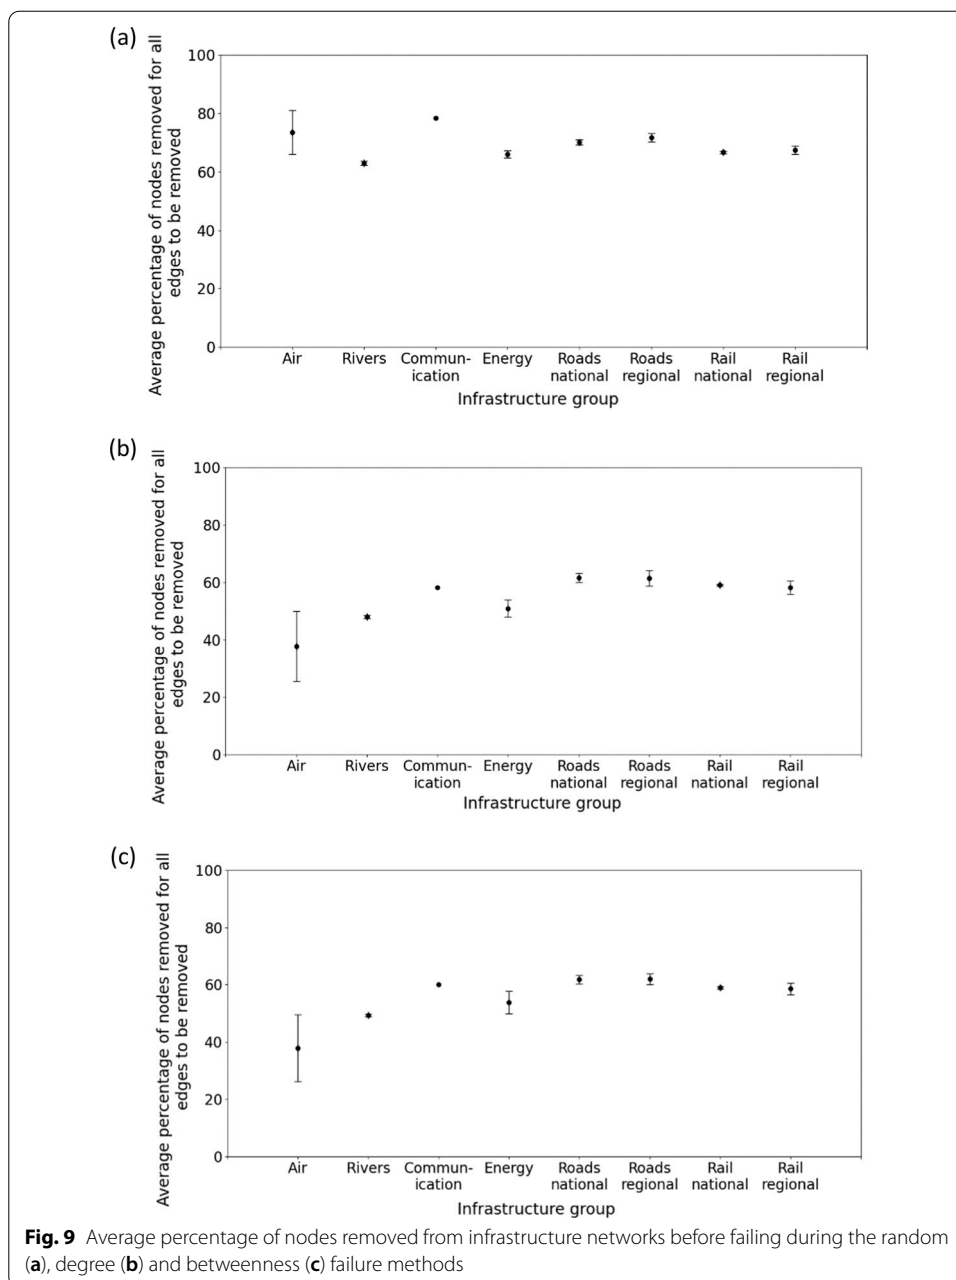 (a)
Average percentage of nodes removed for all
edges to be removed
100
80
60
40
20
0
Air
Rivers
Commun-
ication
Energy
Roads
national
Roads
regional
Rail
national
Rail
regional
Infrastructure group
(b)
Average percentage of nodes removed for all
edges to be removed
100
80
60
40
20
0
Air
Rivers
Commun-
ication
Energy
Roads
national
Roads
regional
Rail
national
Rail
regional
Infrastructure group
(c)
Average percentage of nodes removed for all
edges to be removed
100
80
60
40
20
0
Air
Rivers
Commun-
ication
Energy
Roads
national
Roads
regional
Rail
national
Rail
regional
Infrastructure group
Fig. 9 Average percentage of nodes removed from infrastructure networks before failing during the random
(a), degree (b) and betweenness (c) failure methods